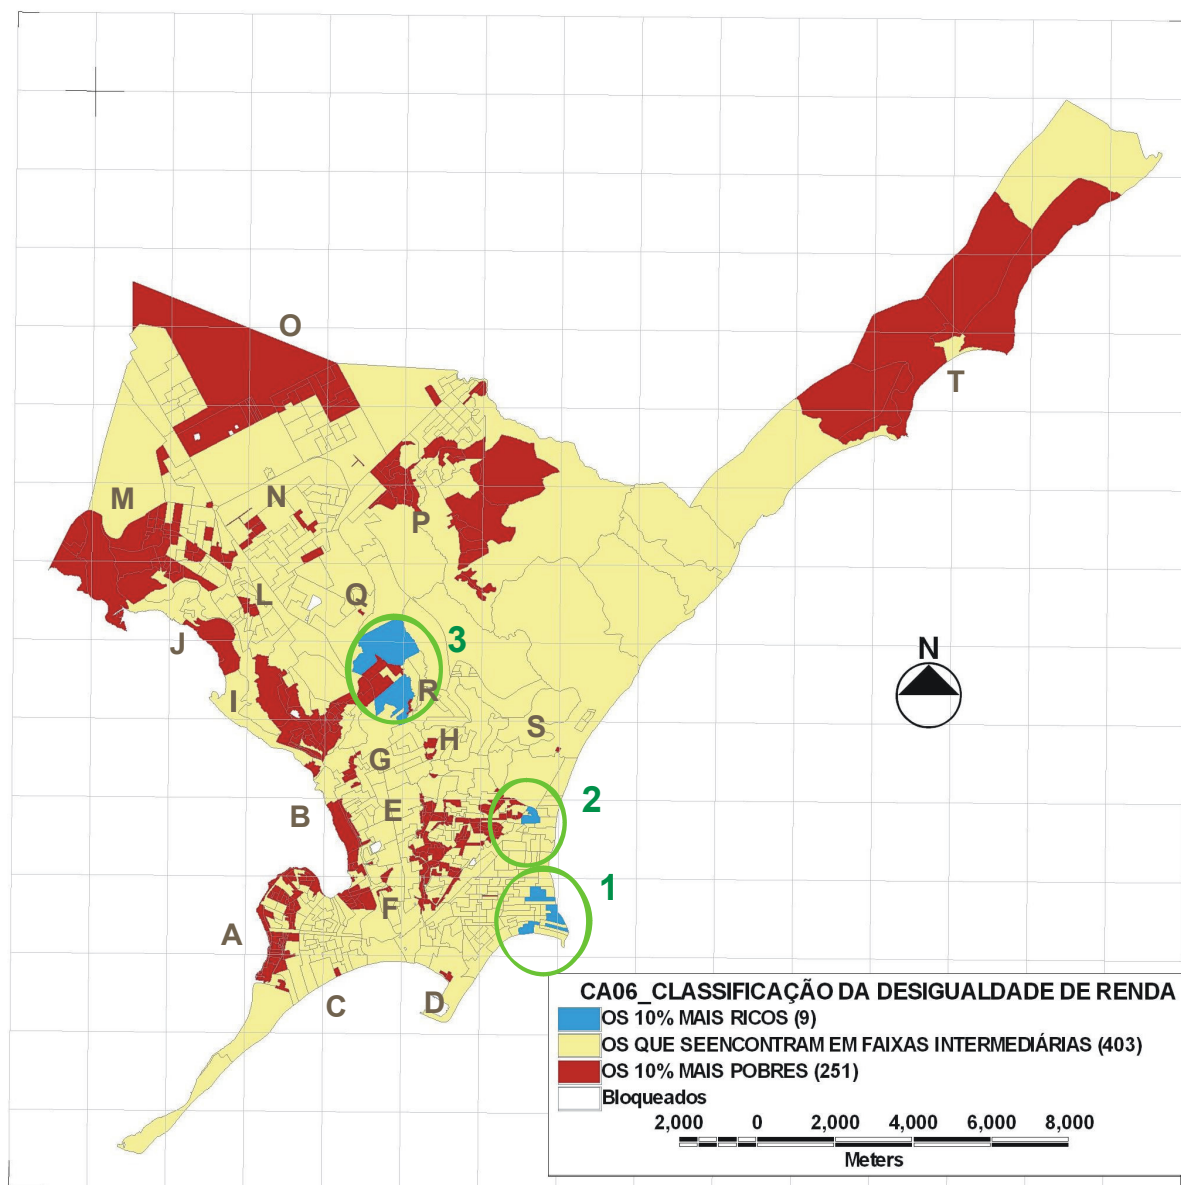 O
T
M
N
P
L
Q
J
3
I
R
N
S
H
G
B
E
2
1
F
A
C
D
CA06_CLASSIFICAÇÃO DA DESIGUALDADE DE RENDA
OS 10% MAIS RICOS (9)
OS QUE SEENCONTRAM EM FAIXAS INTERMEDIÁRIAS (403)
OS 10% MAIS POBRES (251)
Bloqueados
2,000 0 2,000 4,000 6,000 8,000
Meters